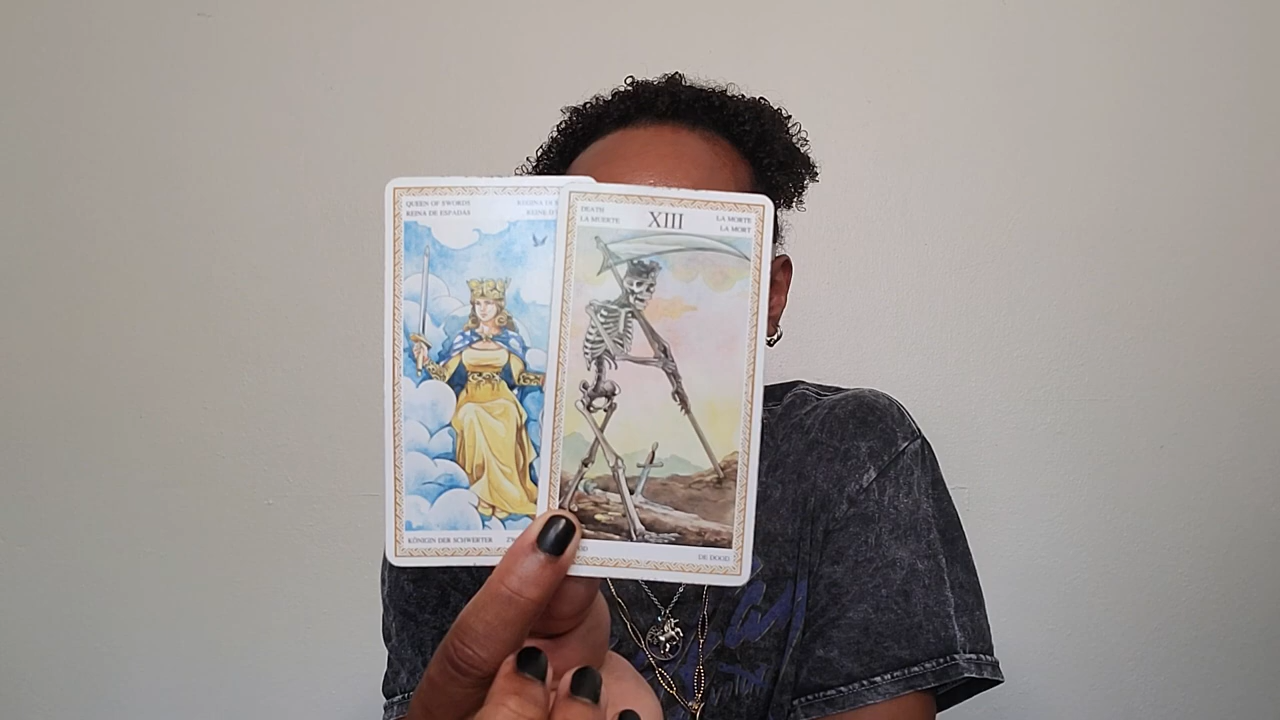 QUEEN OF SWORDS
REINA DE ESPADAS
DEATH
LA MUERTE
XIII
LA MORTE
LA MORT
KÖNIGIN DER SCHWERTER
DE DOOD